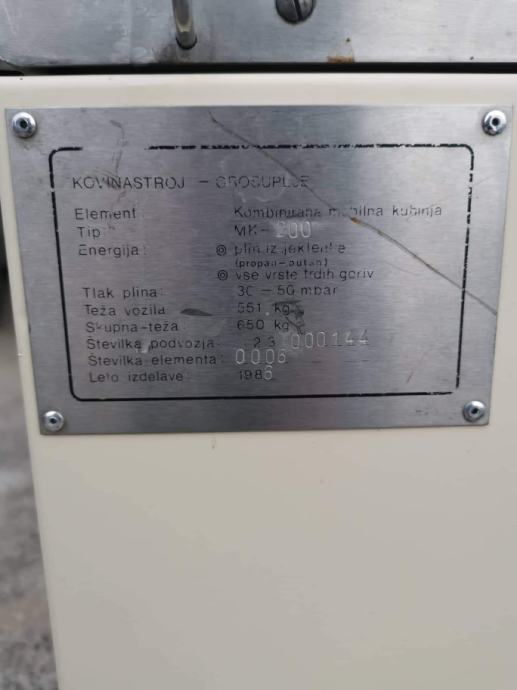 KOVINASTROJ - GROSUPLJE
Element: Kombinirana mobilna kuhinja
Tip: MK-200
Energija: @ plin iz jeklenke
(propan-butan)
@ vse vrste trdih goriv
Tlak plina: 30 - 50 mbar
Teža vozila 551 kg
Skupna-teža: 650 kg
Številka podvozja: 23 000144
Številka elementa: 0006
Leto izdelave: 1986